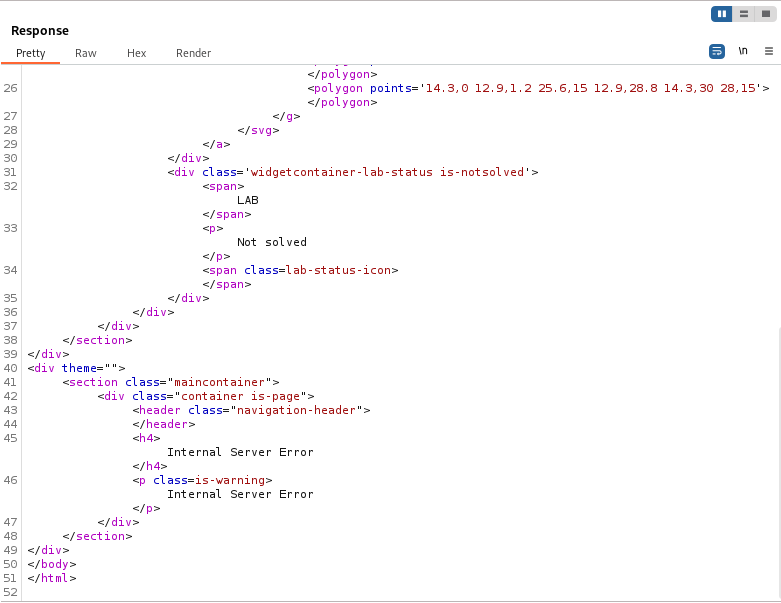 Response
Pretty Raw Hex Render \n
</polygon>
26 <polygon points='14.3,0 12.9,1.2 25.6,15 12.9,28.8 14.3,30 28,15'>
</polygon>
27 </g>
28 </svg>
29 </a>
30 </div>
31 <div class='widgetcontainer-lab-status is-notsolved'>
32 <span>
LAB
</span>
33 <p>
Not solved
</p>
34 <span class=lab-status-icon>
</span>
35 </div>
36 </div>
37 </div>
38 </section>
39 </div>
40 <div theme="">
41 <section class="maincontainer">
42 <div class="container is-page">
43 <header class="navigation-header">
44 </header>
45 <h4>
Internal Server Error
</h4>
46 <p class=is-warning>
Internal Server Error
</p>
47 </div>
48 </section>
49 </div>
50 </body>
51 </html>
52